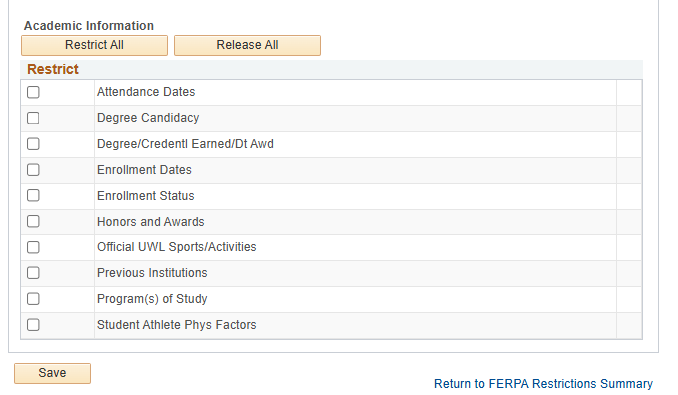 Academic Information
Restrict All Release All
Restrict
Attendance Dates
Degree Candidacy
Degree/Credentl Earned/Dt Awd
Enrollment Dates
Enrollment Status
Honors and Awards
Official UWL Sports/Activities
Previous Institutions
Program(s) of Study
Student Athlete Phys Factors
Save
Return to FERPA Restrictions Summary